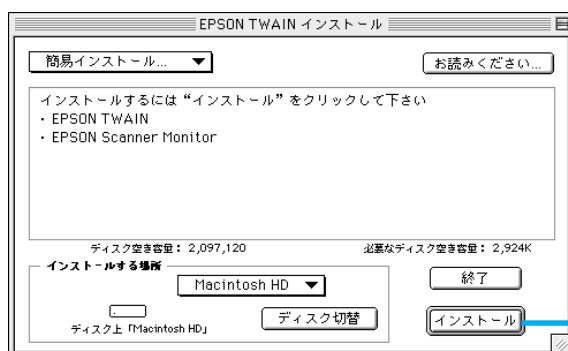 EPSON TWAIN インストール
簡易インストール... ▼
お読みください...
インストールするには“インストール”をクリックして下さい
・EPSON TWAIN
・EPSON Scanner Monitor
ディスク空き容量： 2,097,120
必要なディスク空き容量： 2,924K
インストールする場所
Macintosh HD ▼
終了
ディスク切替
インストール
ディスク上「Macintosh HD」